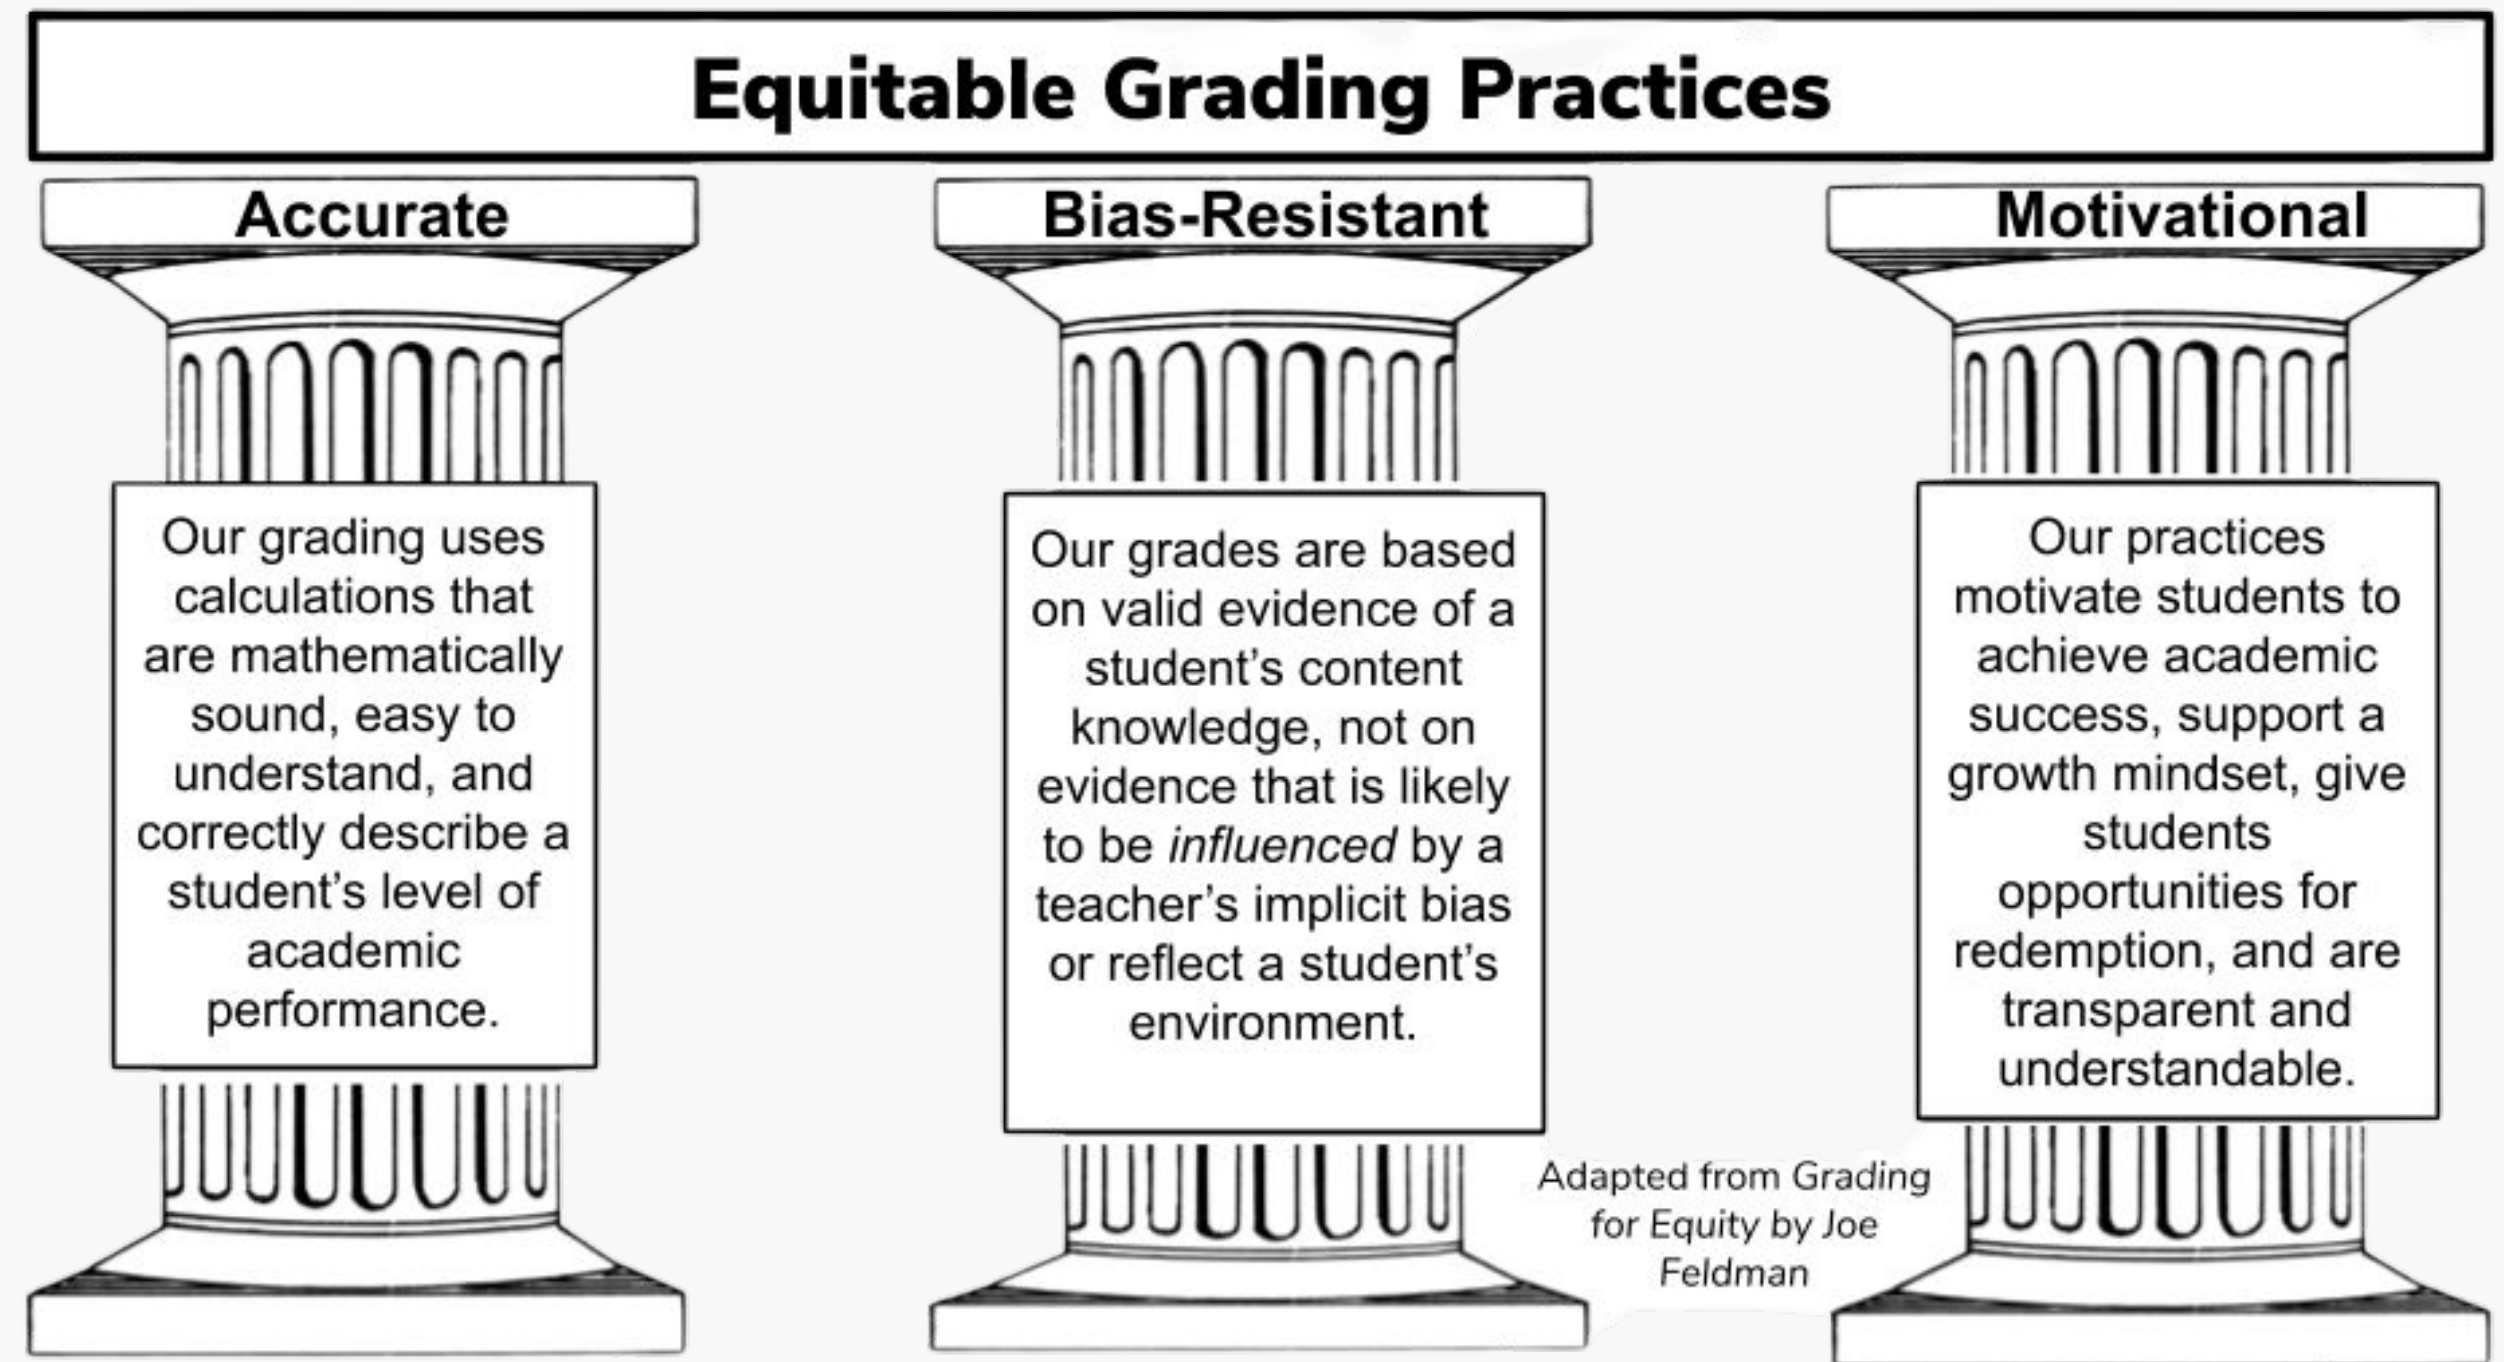 Equitable Grading Practices
Accurate
Our grading uses
calculations that
are mathematically
sound, easy to
understand, and
correctly describe a
student’s level of
academic
performance.
Bias-Resistant
Our grades are based
on valid evidence of a
student’s content
knowledge, not on
evidence that is likely
to be influenced by a
teacher’s implicit bias
or reflect a student’s
environment.
Motivational
Our practices
motivate students to
achieve academic
success, support a
growth mindset, give
students
opportunities for
redemption, and are
transparent and
understandable.
Adapted from Grading
for Equity by Joe
Feldman